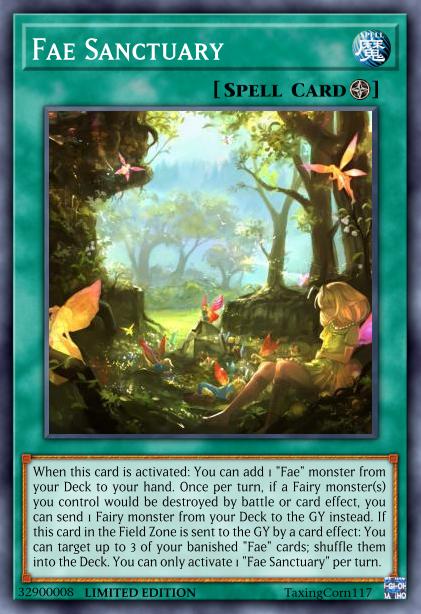 Fae Sanctuary
SPELL
魔
[Spell Card]
When this card is activated: You can add 1 "Fae" monster from
your Deck to your hand. Once per turn, if a Fairy monster(s)
you control would be destroyed by battle or card effect, you
can send 1 Fairy monster from your Deck to the GY instead. If
this card in the Field Zone is sent to the GY by a card effect: You
can target up to 3 of your banished "Fae" cards; shuffle them
into the Deck. You can only activate 1 "Fae Sanctuary" per turn.
32900008 LIMITED EDITION TaxingCorn117